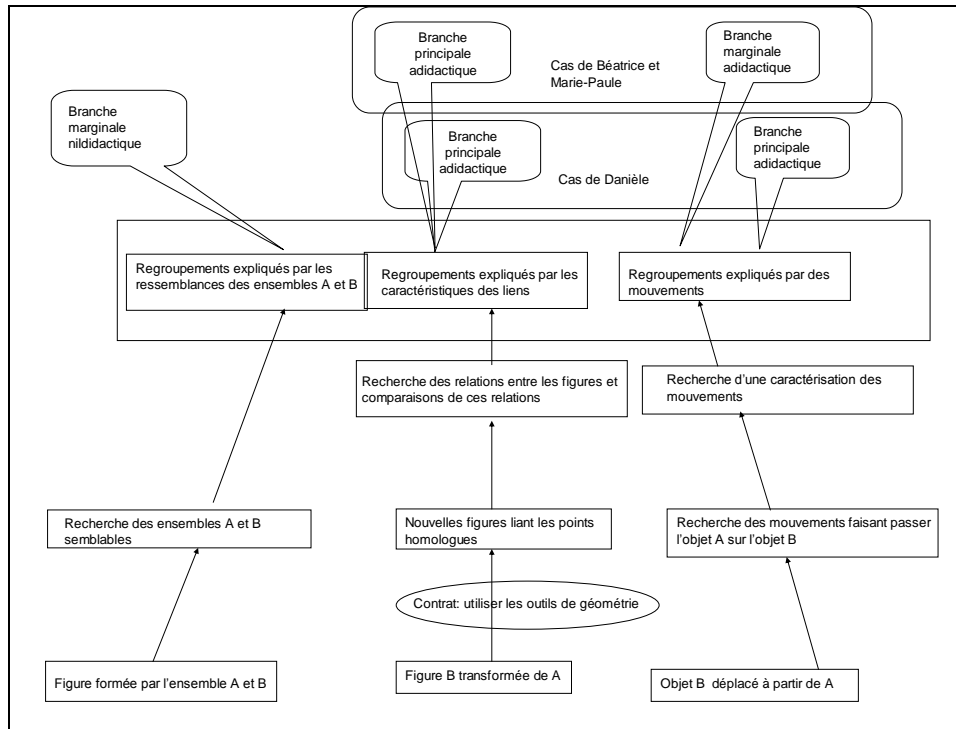 Branche
principale
adidactique
Branche
marginale
adidactique
Cas de Béatrice et
Marie-Paule
Branche
marginale
nildidactique
Branche
principale
adidactique
Branche
principale
adidactique
Cas de Danièle
Regroupements expliqués par les
ressemblances des ensembles A et B
Regroupements expliqués par les
caractéristiques des liens
Regroupements expliqués par des
mouvements
Recherche des relations entre les figures et
comparaisons de ces relations
Recherche d'une caractérisation des
mouvements
Recherche des ensembles A et B
semblables
Nouvelles figures liant les points
homologues
Recherche des mouvements faisant passer
l'objet A sur l'objet B
Contrat: utiliser les outils de géométrie
Figure formée par l'ensemble A et B
Figure B transformée de A
Objet B déplacé à partir de A